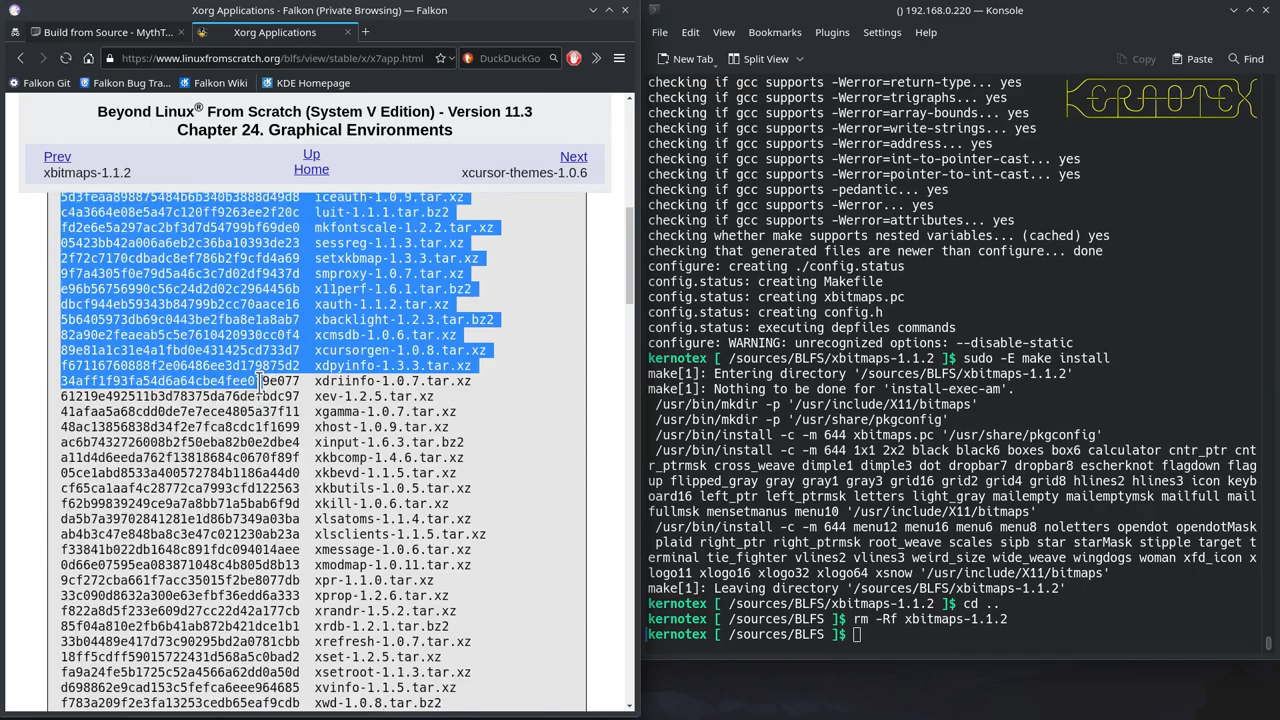 Xorg Applications (Private Browsing) — Falkon
Build from Source - MythT...
Xorg Applications
https://www.linuxfromscratch.org/blfs/view/stable/x/x7app.html
DuckDuckGo
Falkon Git
Falkon Bug Tra...
Falkon Wiki
KDE Homepage
Beyond Linux® From Scratch (System V Edition) - Version 11.3
Chapter 24. Graphical Environments
Prev
Up
Next
xbitmaps-1.1.2
Home
xcursor-themes-1.0.6
5d3feaa898875484b6b340b3888d49d8  iceauth-1.0.9.tar.xz
c4a3664e08e5a47c120ff9263ee2f20c  luit-1.1.1.tar.bz2
fd2e6e5a297ac2bf3d7d54799bf69de0  mkfontscale-1.2.2.tar.xz
05423bb42a006a6eb2c36ba10393de23  sessreg-1.1.3.tar.xz
2f72c7170cdbadc8ef786b2f9cfd4a69  setxkbmap-1.3.3.tar.xz
9f7a4305f0e79d5a46c3c7d02df9437d  smproxy-1.0.7.tar.xz
e96b56756990c56c24d2d02c2964456b  x11perf-1.6.1.tar.bz2
dbcf944eb59343b84799b2cc70aace16  xauth-1.1.2.tar.xz
5b6405973db69c0443be2fba8e1a8ab7  xbacklight-1.2.3.tar.bz2
82a90e2feaeab5c5e7610420930cc0f4  xcmsdb-1.0.6.tar.xz
89e81a1c31e4a1fbd0e431425cd733d7  xcursorgen-1.0.8.tar.xz
f67116760888f2e06486ee3d179875d2  xdpyinfo-1.3.3.tar.xz
xdriinfo-1.0.7.tar.xz
xev-1.2.5.tar.xz
41afaa5a68cdd0de7e7ece4805a37f11  xgamma-1.0.7.tar.xz
48ac13856838d34f2e7fca8cdc1f1699  xhost-1.0.9.tar.xz
ac6b7432726008b2f50eba82b0e2dbe4  xinput-1.6.3.tar.bz2
a11d4d6eeda762f13818684c0670f89f  xkbcomp-1.4.6.tar.xz
05ce1abd8533a400572784b1186a44d0  xkbevd-1.1.5.tar.xz
cf65ca1aaf4c28772ca7993cfd122563  xkbutils-1.0.5.tar.xz
f62b99839249ce9a7a8bb71a5bab6f9d  xkill-1.0.6.tar.xz
da5b7a39702841281e1d86b7349a03ba  xlsatoms-1.1.4.tar.xz
ab4b3c47e848ba8c3e47c021230ab23a  xlsclients-1.1.5.tar.xz
f33841b022db1648c891fdc094014aee  xmessage-1.0.6.tar.xz
0d66e07595ea083871048c4b805d8b13  xmodmap-1.0.11.tar.xz
9cf272cba661f7acc35015f2be8077db  xpr-1.1.0.tar.xz
33c090d8632a300e63efbf36edd6a333  xprop-1.2.6.tar.xz
f822a8d5f233e609d27cc22d42a177cb  xrandr-1.5.2.tar.xz
04f05a810e2fb6b41ab872b421dce1b1  xrdb-1.2.1.tar.bz2
33b04489e417d73c90295bd2a0781cbb  xrefresh-1.0.7.tar.xz
18ff5cdff59015722431d568a5c0bad2  xset-1.2.5.tar.xz
fa9a24fe5b1725c52a4566a62dd0a50d  xsetroot-1.1.3.tar.xz
d698862e9cad153c5fefca6eee964685  xvinfo-1.1.5.tar.xz
f783a209f2e3fa13253cedb65eaf9cdb  xwd-1.0.8.tar.bz2
() 192.168.0.220 — Konsole
File Edit View Bookmarks Plugins Settings Help
New Tab Split View Copy Paste Find
KERNOTEX
checking if gcc supports -Werror=return-type... yes
checking if gcc supports -Werror=trigraphs... yes
checking if gcc supports -Werror=array-bounds... yes
checking if gcc supports -Werror=write-strings... yes
checking if gcc supports -Werror=address... yes
checking if gcc supports -Werror=int-to-pointer-cast... yes
checking if gcc supports -Werror=pointer-to-int-cast... yes
checking if gcc supports -pedantic... yes
checking if gcc supports -Werror... yes
checking if gcc supports -Werror=attributes... yes
checking whether make supports nested variables... (cached) yes
checking that generated files are newer than configure... done
configure: creating ./config.status
config.status: creating Makefile
config.status: creating xbitmaps.pc
config.status: creating config.h
config.status: executing depfiles commands
configure: WARNING: unrecognized options: --disable-static
kernotex [ /sources/BLFS/xbitmaps-1.1.2 ]$ sudo -E make install
make[1]: Entering directory '/sources/BLFS/xbitmaps-1.1.2'
make[1]: Nothing to be done for 'install-exec-am'.
/usr/bin/mkdir -p '/usr/include/X11/bitmaps'
/usr/bin/mkdir -p '/usr/share/pkgconfig'
/usr/bin/install -c -m 644 xbitmaps.pc '/usr/share/pkgconfig'
/usr/bin/install -c -m 644 1x1 2x2 black black6 boxes box6 calculator cntr_ptr cnt
r_ptrmsk cross_weave dimple1 dimple3 dot dropbar7 dropbar8 escherknot flagdown flag
up flipped_gray gray gray1 gray3 grid16 grid2 grid4 grid8 hlines2 hlines3 icon keyb
oard16 left_ptr left_ptrmsk letters light_gray mailempty mailemptymsk mailfull mail
fullmsk mensetmanus menu10 '/usr/include/X11/bitmaps'
/usr/bin/install -c -m 644 menu12 menu16 menu6 menu8 noletters opendot opendotMask
plaid right_ptr right_ptrmsk root_weave scales sipb star starMask stipple target t
erminal tie_fighter vlines2 vlines3 weird_size wide_weave wingdogs woman xfd_icon x
logo11 xlogo16 xlogo32 xlogo64 xsnow '/usr/include/X11/bitmaps'
make[1]: Leaving directory '/sources/BLFS/xbitmaps-1.1.2'
kernotex [ /sources/BLFS/xbitmaps-1.1.2 ]$ cd ..
kernotex [ /sources/BLFS ]$ rm -Rf xbitmaps-1.1.2
kernotex [ /sources/BLFS ]$